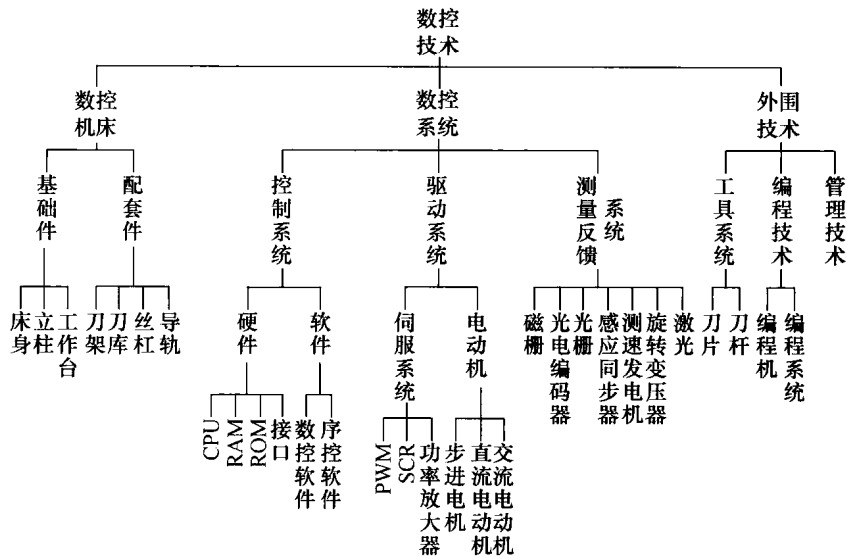 数控
技术
数控
机床
数控
系统
外围
技术
基础件
配套件
控制系统
驱动系统
测量反馈
系统
工具系统
编程技术
管理技术
床身
立柱
工作台
刀架
刀库
丝杠
导轨
硬件
软件
伺服系统
电动机
磁栅
光电编码器
光栅
感应同步器
测速发电机
旋转变压器
激光
刀片
刀杆
编程机
编程系统
CPU
RAM
ROM
接口
数控软件
序控软件
PWM
SCR
功率放大器
步进电机
直流电动机
交流电动机